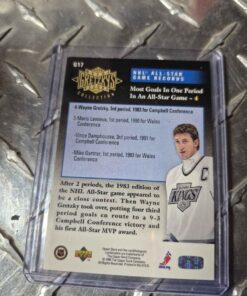 G17
GRETZKY
COLLECTION
NHL ALL-STAR
GAME RECORDS
Most Goals In One Period
In An All-Star Game - 4
4-Wayne Gretzky, 3rd period, 1983 for Campbell Conference
3-Mario Lemieux, 1st period, 1990 for Wales
Conference
-Vince Damphousse, 3rd period, 1991 for
Campbell Conference
-Mike Gartner, 1st period, 1993 for Wales
Conference
After 2 periods, the 1983 edition of
the NHL All-Star game appeared to
be a close contest. Then Wayne
Gretzky took over, potting four third
period goals en route to a 9-3
Campbell Conference victory and
his first All-Star MVP award.
C
KINGS